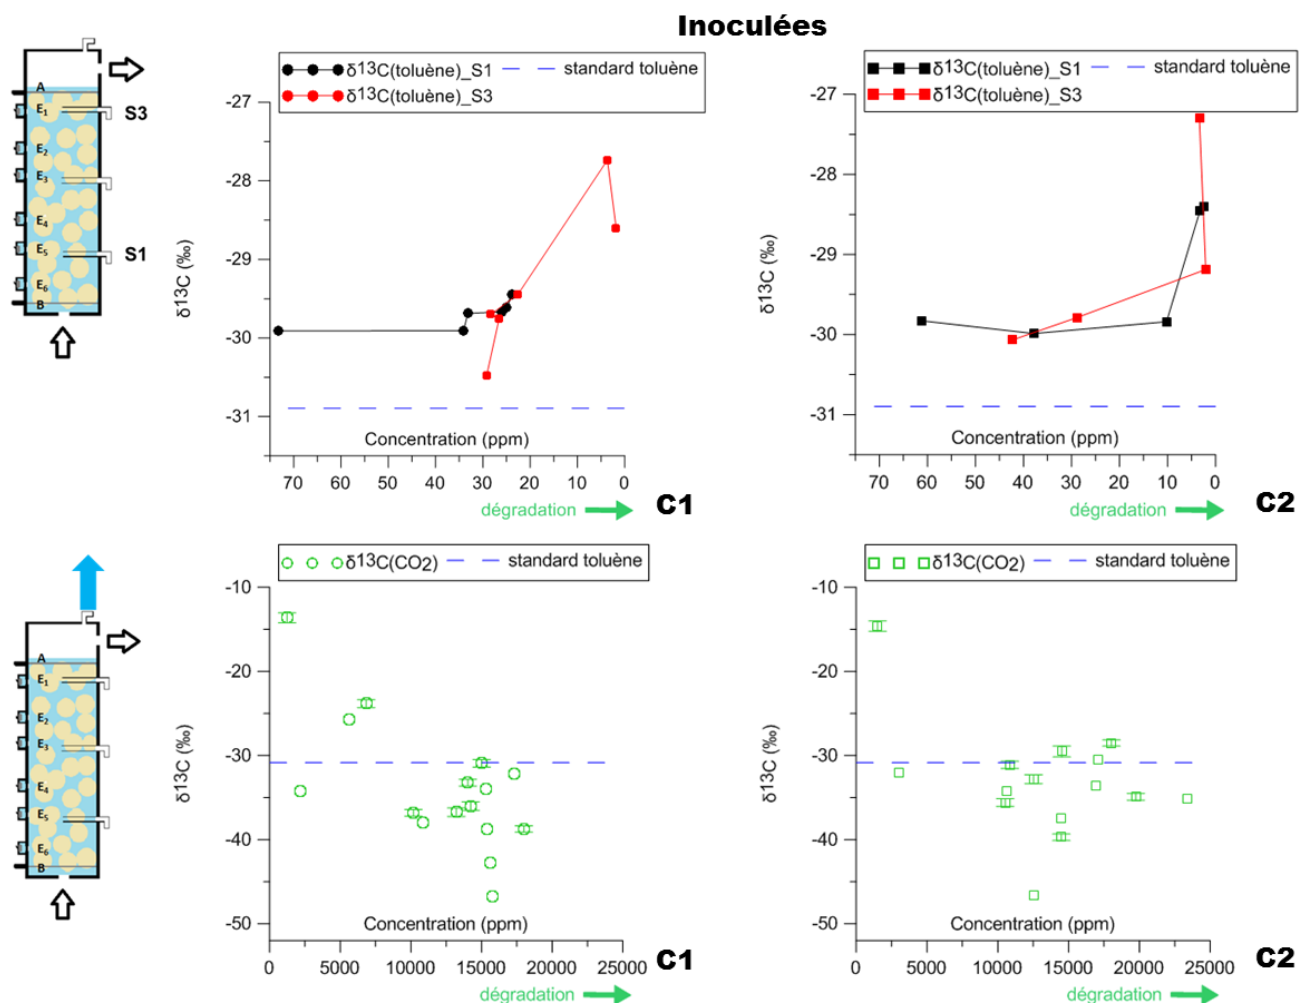 Inoculées
A
E1
S3
E2
E3
E4
E5
S1
E6
B
δ13C(toluène)_S1
standard toluène
δ13C(toluène)_S3
-27
-28
-29
-30
-31
δ13C (‰)
Concentration (ppm)
70 60 50 40 30 20 10 0
dégradation
C1
δ13C(toluène)_S1
standard toluène
δ13C(toluène)_S3
-27
-28
-29
-30
-31
δ13C (‰)
Concentration (ppm)
70 60 50 40 30 20 10 0
dégradation
C2
A
E1
E2
E3
E4
E5
E6
B
δ13C(CO2)
standard toluène
-10
-20
-30
-40
-50
δ13C (‰)
Concentration (ppm)
0 5000 10000 15000 20000 25000
dégradation
C1
δ13C(CO2)
standard toluène
-10
-20
-30
-40
-50
δ13C (‰)
Concentration (ppm)
0 5000 10000 15000 20000 25000
dégradation
C2